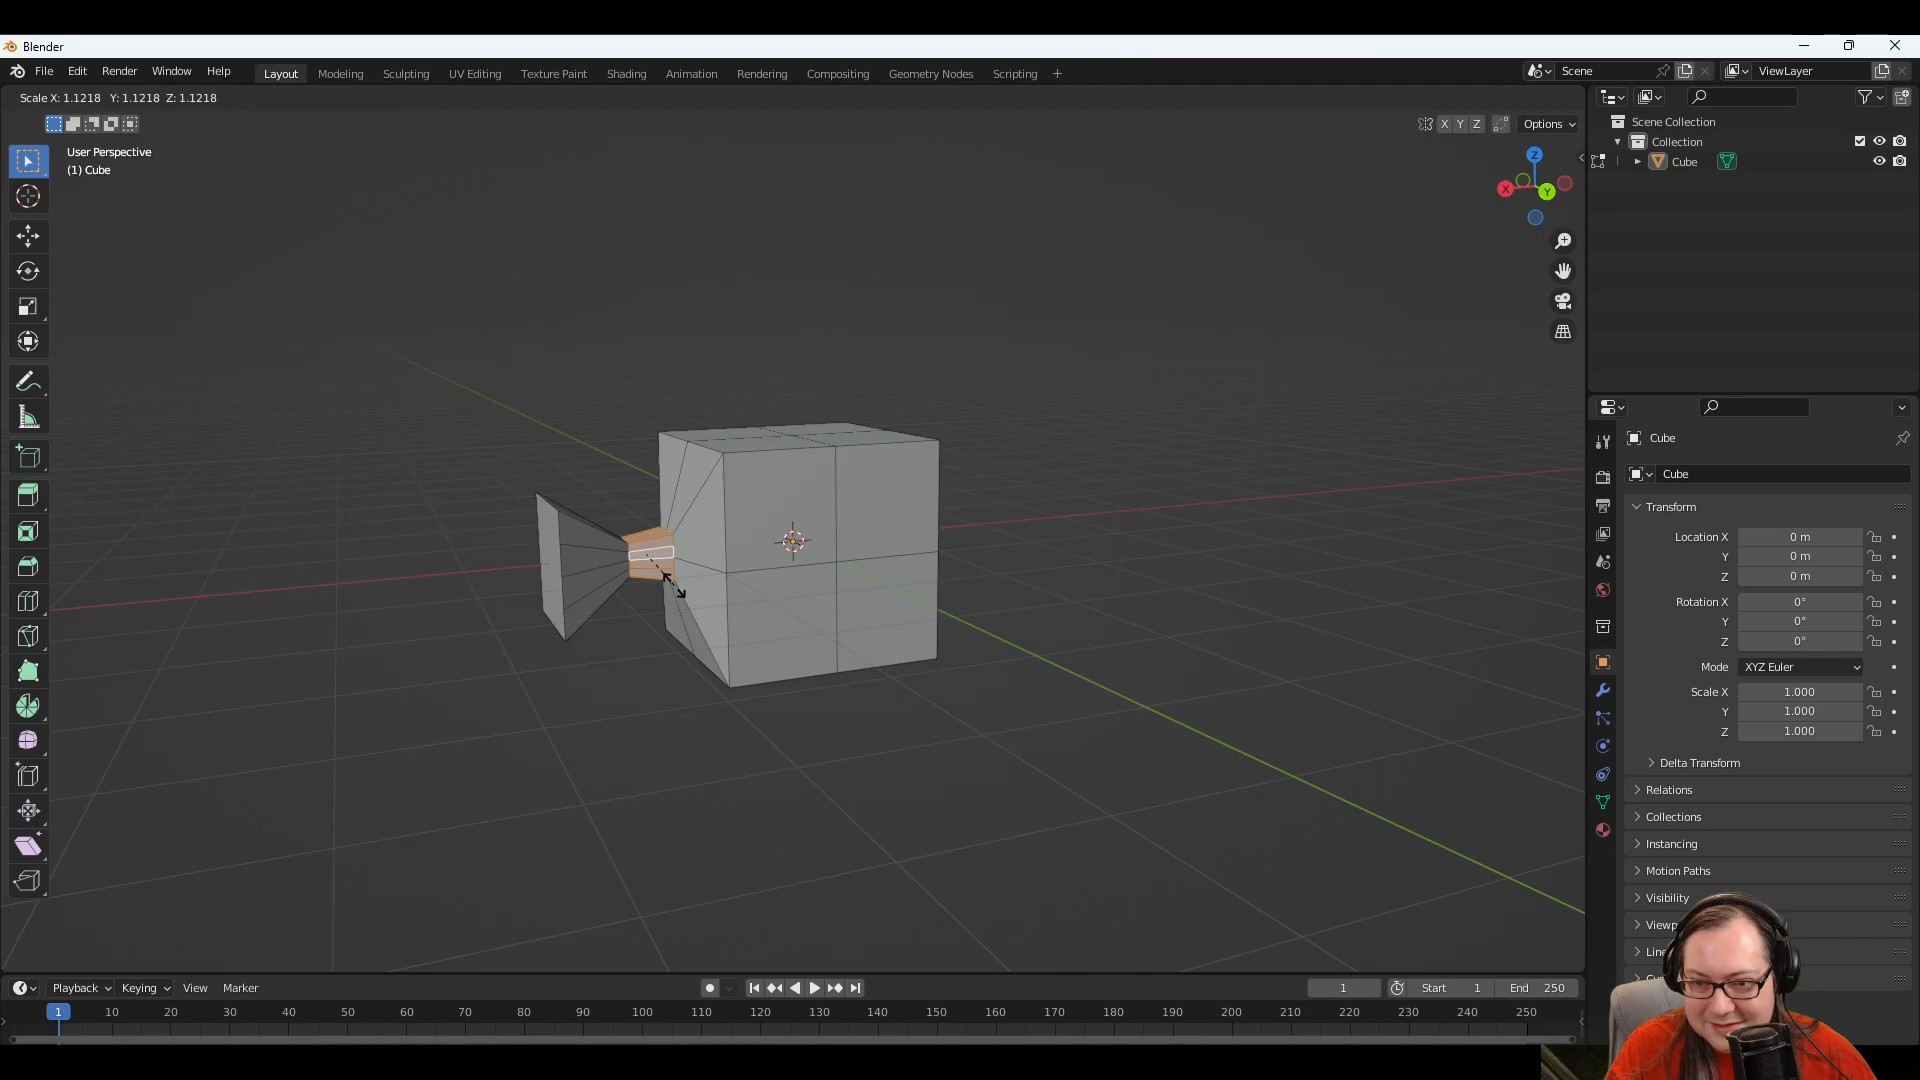 Blender
File Edit Render Window Help
Layout Modeling Sculpting UV Editing Texture Paint Shading Animation Rendering Compositing Geometry Nodes Scripting +
Scene
ViewLayer
Scale X: 1.1218 Y: 1.1218 Z: 1.1218
X Y Z
Options
User Perspective
(1) Cube
Z
X
Y
Scene Collection
Collection
Cube
Cube
Cube
Transform
Location X 0 m
Y 0 m
Z 0 m
Rotation X 0°
Y 0°
Z 0°
Mode XYZ Euler
Scale X 1.000
Y 1.000
Z 1.000
Delta Transform
Relations
Collections
Instancing
Motion Paths
Visibility
Playback Keying View Marker
1
Start 1
End 250
1 10 20 30 40 50 60 70 80 90 100 110 120 130 140 150 160 170 180 190 200 210 220 230 240 250